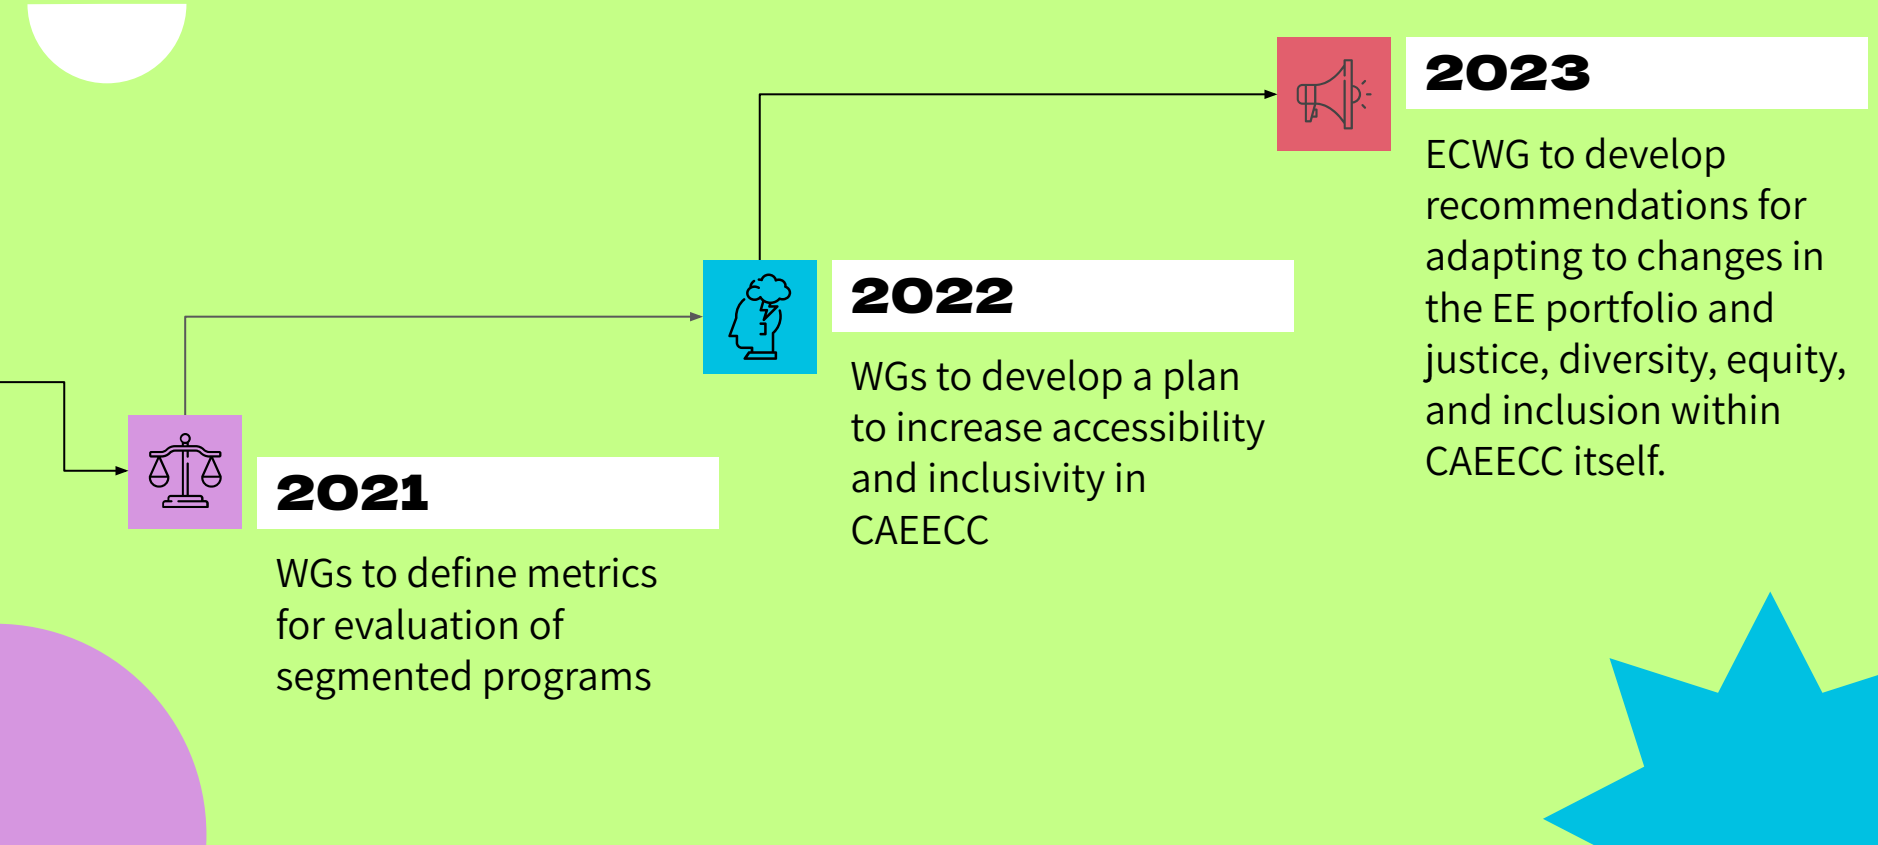 2021
WGs to define metrics
for evaluation of
segmented programs
2022
WGs to develop a plan
to increase accessibility
and inclusivity in
CAEECC
2023
ECWG to develop
recommendations for
adapting to changes in
the EE portfolio and
justice, diversity, equity,
and inclusion within
CAEECC itself.